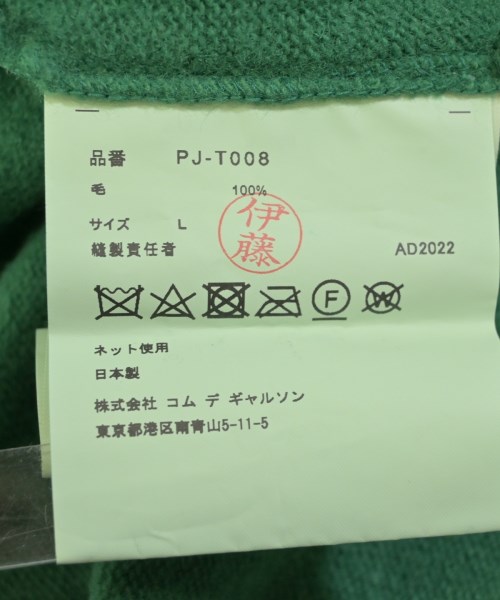 品番 PJ-T008
毛 100%
サイズ L
伊藤
縫製責任者 AD2022
F W
ネット使用
日本製
株式会社 コム デ ギャルソン
東京都港区南青山5-11-5